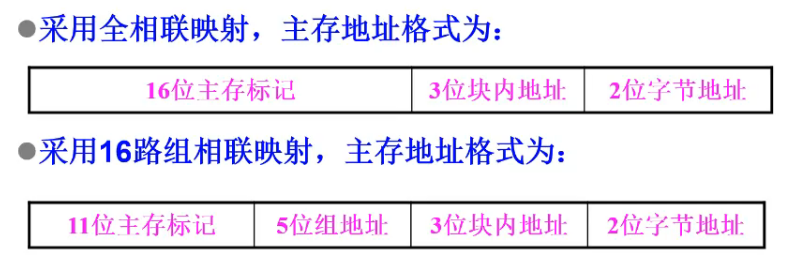 ●采用全相联映射，主存地址格式为：
16位主存标记 3位块内地址 2位字节地址
●采用16路组相联映射，主存地址格式为：
11位主存标记 5位组地址 3位块内地址 2位字节地址